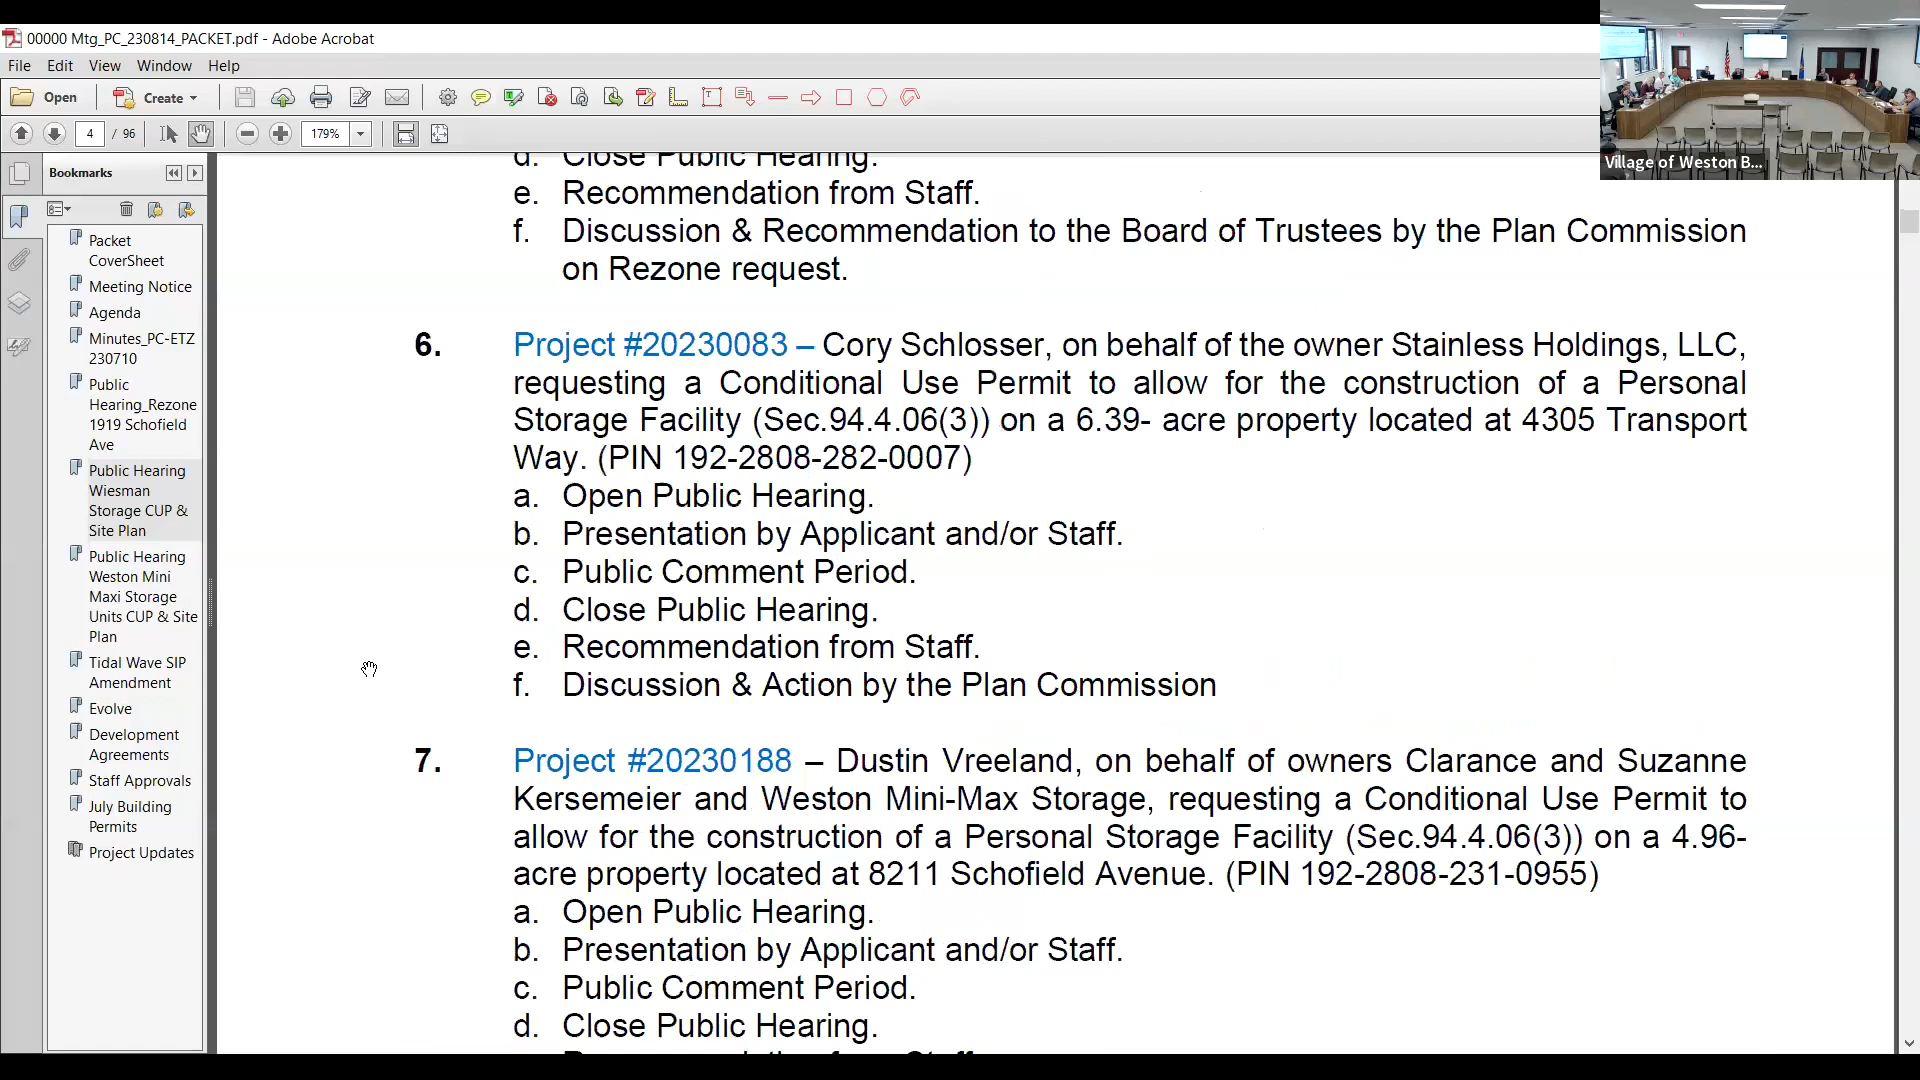 00000 Mtg_PC_230814_PACKET.pdf - Adobe Acrobat
File Edit View Window Help
Open Create
4 / 96 179%
Village of Weston B...
Bookmarks
Packet
CoverSheet
Meeting Notice
Agenda
Minutes_PC-ETZ
230710
Public
Hearing_Rezone
1919 Schofield
Ave
Public Hearing
Wiesman
Storage CUP &
Site Plan
Public Hearing
Weston Mini
Maxi Storage
Units CUP & Site
Plan
Tidal Wave SIP
Amendment
Evolve
Development
Agreements
Staff Approvals
July Building
Permits
Project Updates
d. Close Public Hearing.
e. Recommendation from Staff.
f. Discussion & Recommendation to the Board of Trustees by the Plan Commission
on Rezone request.
6. Project #20230083 – Cory Schlosser, on behalf of the owner Stainless Holdings, LLC,
requesting a Conditional Use Permit to allow for the construction of a Personal
Storage Facility (Sec.94.4.06(3)) on a 6.39- acre property located at 4305 Transport
Way. (PIN 192-2808-282-0007)
a. Open Public Hearing.
b. Presentation by Applicant and/or Staff.
c. Public Comment Period.
d. Close Public Hearing.
e. Recommendation from Staff.
f. Discussion & Action by the Plan Commission
7. Project #20230188 – Dustin Vreeland, on behalf of owners Clarance and Suzanne
Kersemeier and Weston Mini-Max Storage, requesting a Conditional Use Permit to
allow for the construction of a Personal Storage Facility (Sec.94.4.06(3)) on a 4.96-
acre property located at 8211 Schofield Avenue. (PIN 192-2808-231-0955)
a. Open Public Hearing.
b. Presentation by Applicant and/or Staff.
c. Public Comment Period.
d. Close Public Hearing.